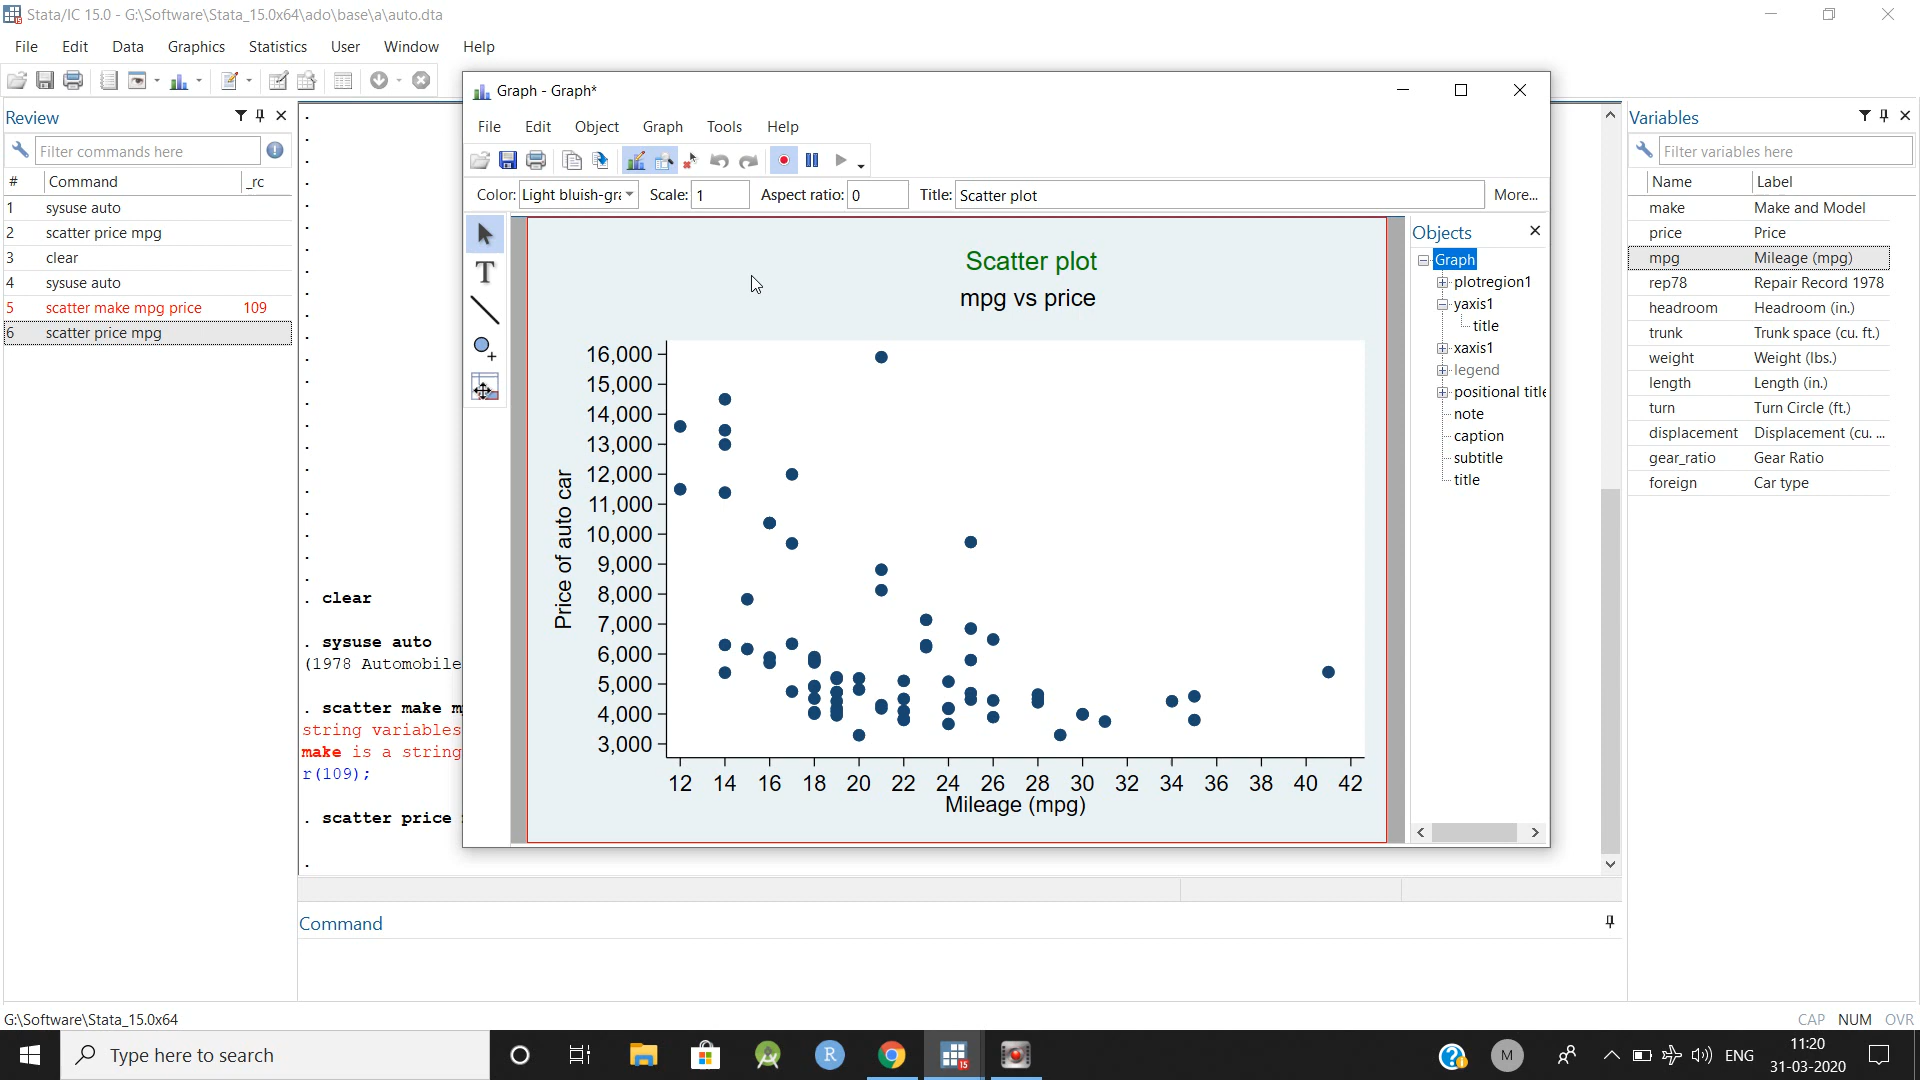 Stata/IC 15.0 - G:\Software\Stata_15.0x64\ado\base\a\auto.dta
File Edit Data Graphics Statistics User Window Help
Review
Filter commands here
# Command _rc
1 sysuse auto
2 scatter price mpg
3 clear
4 sysuse auto
5 scatter make mpg price 109
6 scatter price mpg
. clear
. sysuse auto
(1978 Automobile
. scatter make m
string variables
make is a string
r(109);
. scatter price
.
Command
Graph - Graph*
File Edit Object Graph Tools Help
Color: Light bluish-gra Scale: 1 Aspect ratio: 0 Title: Scatter plot More...
T
Scatter plot
mpg vs price
Price of auto car
16,000
15,000
14,000
13,000
12,000
11,000
10,000
9,000
8,000
7,000
6,000
5,000
4,000
3,000
12 14 16 18 20 22 24 26 28 30 32 34 36 38 40 42
Mileage (mpg)
Objects
Graph
plotregion1
yaxis1
title
xaxis1
legend
positional title
note
caption
subtitle
title
Variables
Filter variables here
Name Label
make Make and Model
price Price
mpg Mileage (mpg)
rep78 Repair Record 1978
headroom Headroom (in.)
trunk Trunk space (cu. ft.)
weight Weight (lbs.)
length Length (in.)
turn Turn Circle (ft.)
displacement Displacement (cu. ...
gear_ratio Gear Ratio
foreign Car type
G:\Software\Stata_15.0x64
CAP NUM OVR
Type here to search
R
15
M
ENG
11:20
31-03-2020